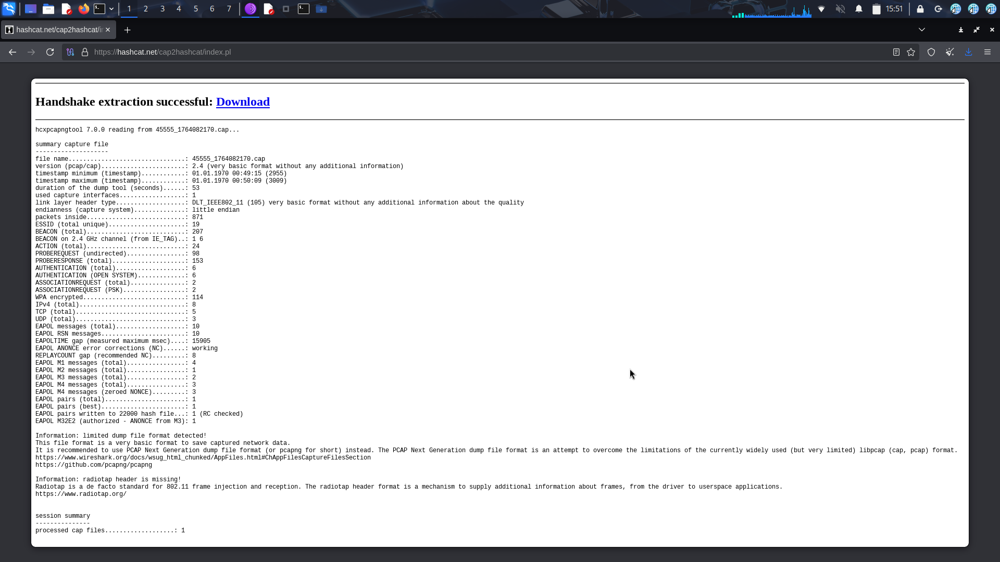 1 2 3 4 5 6 7
15:51
hashcat.net/cap2hashcat/i
https://hashcat.net/cap2hashcat/index.pl
Handshake extraction successful: Download
hcxpcapngtool 7.0.0 reading from 45555_1764082170.cap...
summary capture file
--------------------
file name................................: 45555_1764082170.cap
version (pcap/cap).......................: 2.4 (very basic format without any additional information)
timestamp minimum (timestamp)............: 01.01.1970 00:49:15 (2955)
timestamp maximum (timestamp)............: 01.01.1970 00:50:09 (3009)
duration of the dump tool (seconds)......: 53
used capture interfaces..................: 1
link layer header type...................: DLT_IEEE802_11 (105) very basic format without any additional information about the quality
endianness (capture system)..............: little endian
packets inside...........................: 871
ESSID (total unique).....................: 19
BEACON (total)...........................: 207
BEACON on 2.4 GHz channel (from IE_TAG)..: 1 6
ACTION (total)...........................: 24
PROBEREQUEST (undirected)................: 98
PROBERESPONSE (total)....................: 153
AUTHENTICATION (total)...................: 6
AUTHENTICATION (OPEN SYSTEM).............: 6
ASSOCIATIONREQUEST (total)...............: 2
ASSOCIATIONREQUEST (PSK).................: 2
WPA encrypted............................: 114
IPv4 (total).............................: 8
TCP (total)..............................: 5
UDP (total)..............................: 3
EAPOL messages (total)...................: 10
EAPOL RSN messages.......................: 10
EAPOLTIME gap (measured maximum msec)....: 15905
EAPOL ANONCE error corrections (NC)......: working
REPLAYCOUNT gap (recommended NC).........: 8
EAPOL M1 messages (total)................: 4
EAPOL M2 messages (total)................: 1
EAPOL M3 messages (total)................: 2
EAPOL M4 messages (total)................: 3
EAPOL M4 messages (zeroed NONCE).........: 3
EAPOL pairs (total)......................: 1
EAPOL pairs (best).......................: 1
EAPOL pairs written to 22000 hash file...: 1 (RC checked)
EAPOL M32E2 (authorized - ANONCE from M3): 1
Information: limited dump file format detected!
This file format is a very basic format to save captured network data.
It is recommended to use PCAP Next Generation dump file format (or pcapng for short) instead. The PCAP Next Generation dump file format is an attempt to overcome the limitations of the currently widely used (but very limited) libpcap (cap, pcap) format.
https://www.wireshark.org/docs/wsug_html_chunked/AppFiles.html#ChAppFilesCaptureFilesSection
https://github.com/pcapng/pcapng
Information: radiotap header is missing!
Radiotap is a de facto standard for 802.11 frame injection and reception. The radiotap header format is a mechanism to supply additional information about frames, from the driver to userspace applications.
https://www.radiotap.org/
session summary
---------------
processed cap files...................: 1